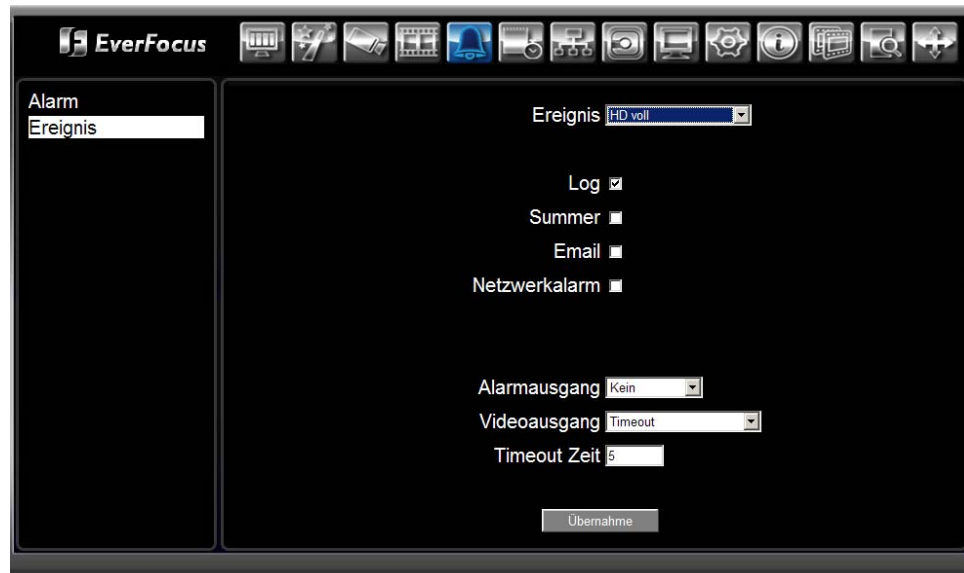 EverFocus
Alarm
Ereignis
Ereignis HD voll
Log
Summer
Email
Netzwerkalarm
Alarmausgang Kein
Videoausgang Timeout
Timeout Zeit 5
Übernahme